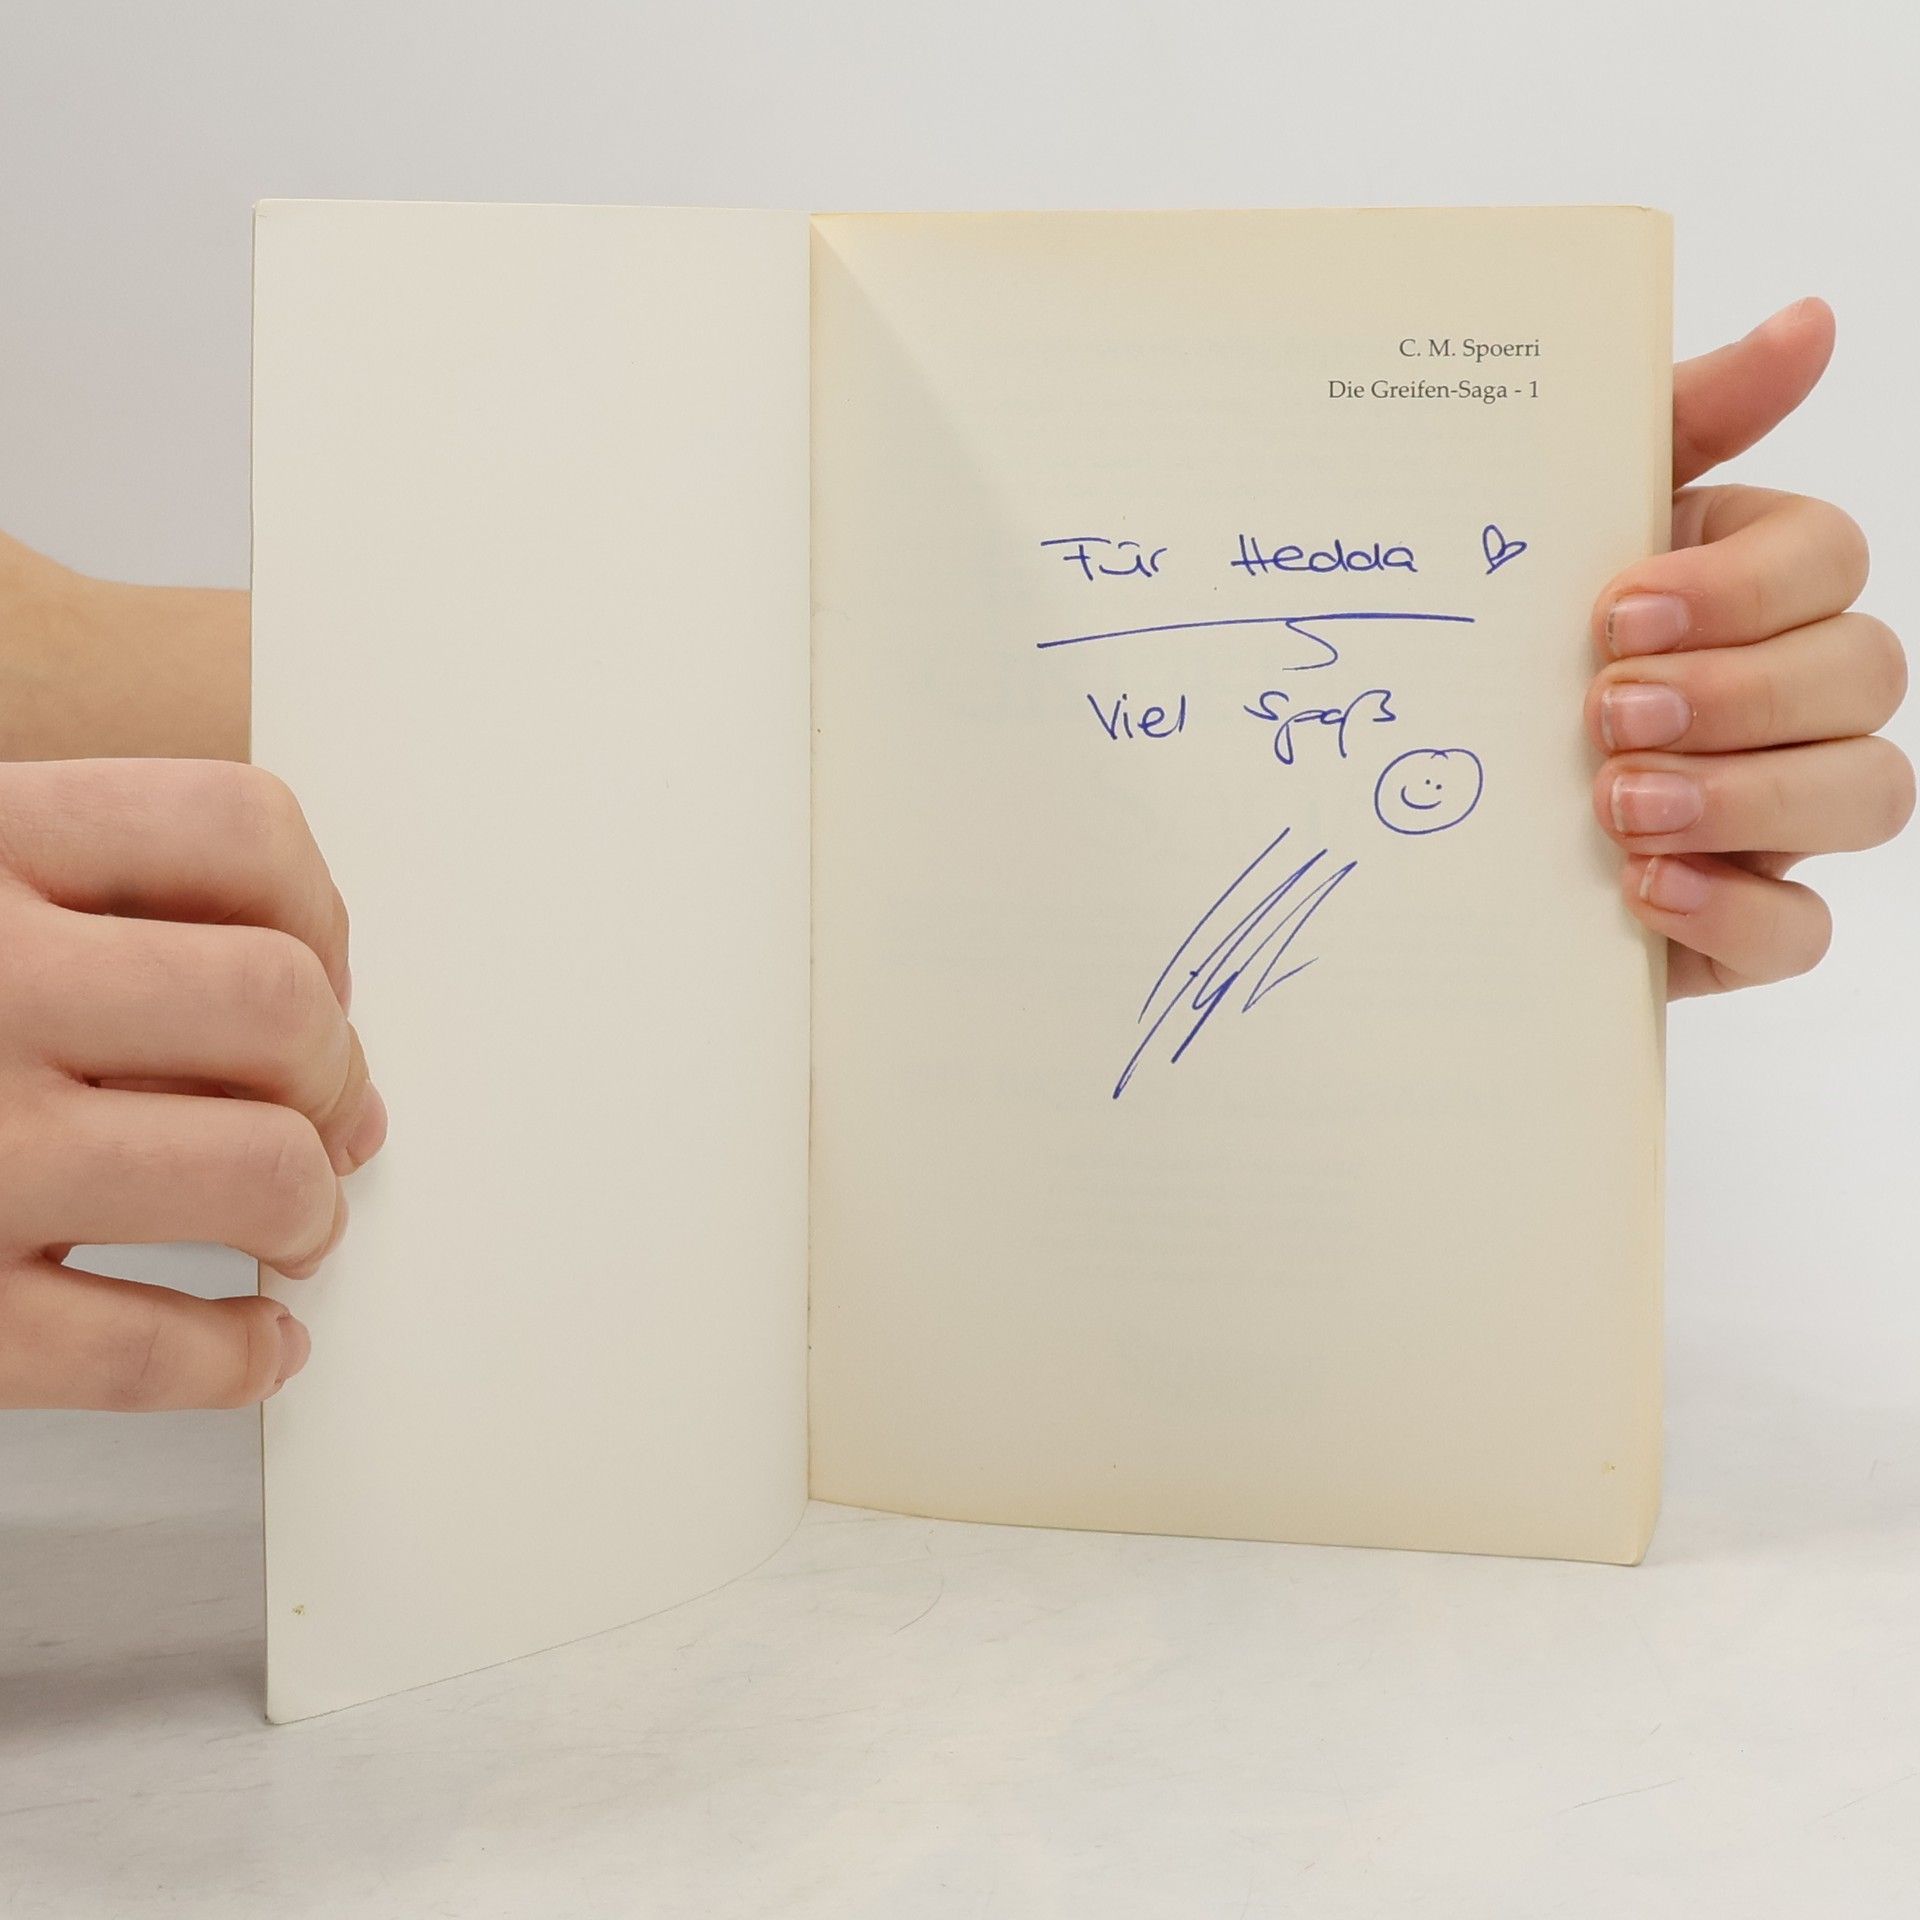 C. M. Spoerri
Die Greifen-Saga - 1
Für Hedda
Viel Spaß